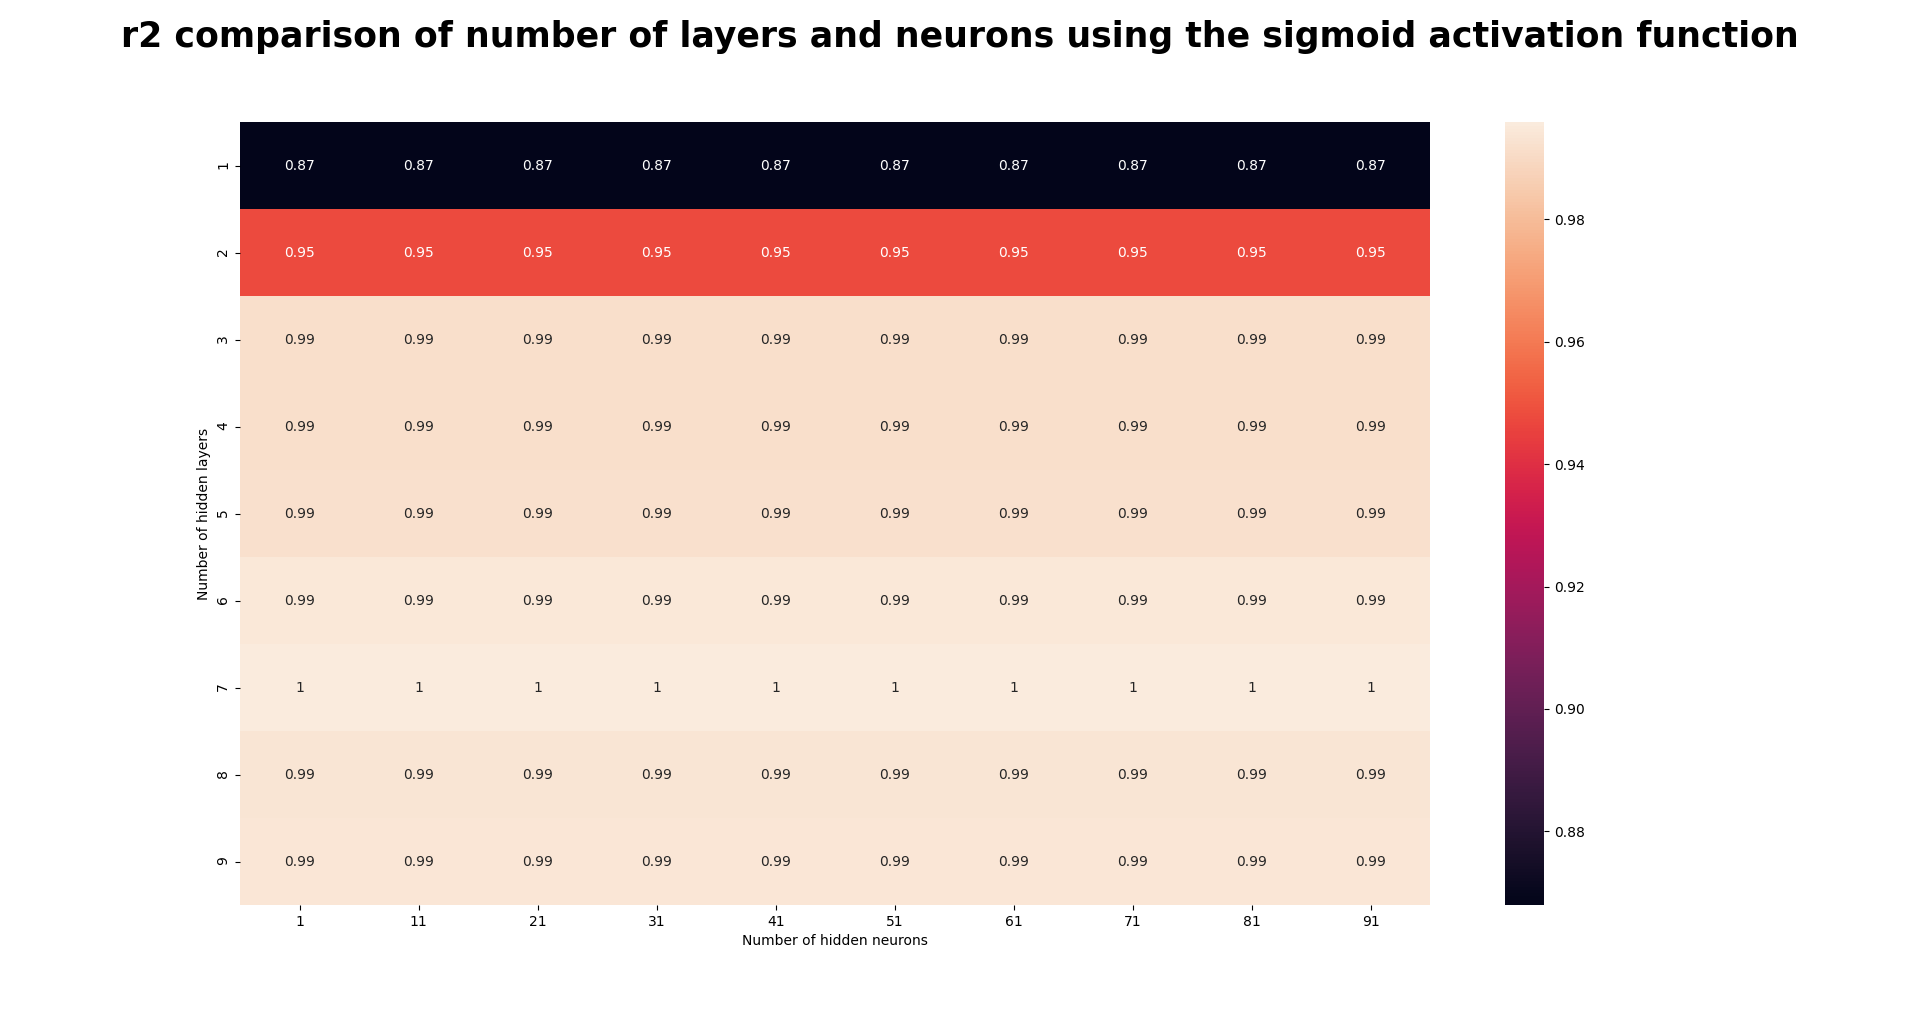 r2 comparison of number of layers and neurons using the sigmoid activation function
1 0.87 0.87 0.87 0.87 0.87 0.87 0.87 0.87 0.87 0.87
2 0.95 0.95 0.95 0.95 0.95 0.95 0.95 0.95 0.95 0.95
3 0.99 0.99 0.99 0.99 0.99 0.99 0.99 0.99 0.99 0.99
4 0.99 0.99 0.99 0.99 0.99 0.99 0.99 0.99 0.99 0.99
5 0.99 0.99 0.99 0.99 0.99 0.99 0.99 0.99 0.99 0.99
6 0.99 0.99 0.99 0.99 0.99 0.99 0.99 0.99 0.99 0.99
7 1 1 1 1 1 1 1 1 1 1
8 0.99 0.99 0.99 0.99 0.99 0.99 0.99 0.99 0.99 0.99
9 0.99 0.99 0.99 0.99 0.99 0.99 0.99 0.99 0.99 0.99
1 11 21 31 41 51 61 71 81 91
Number of hidden neurons
Number of hidden layers
0.98
0.96
0.94
0.92
0.90
0.88